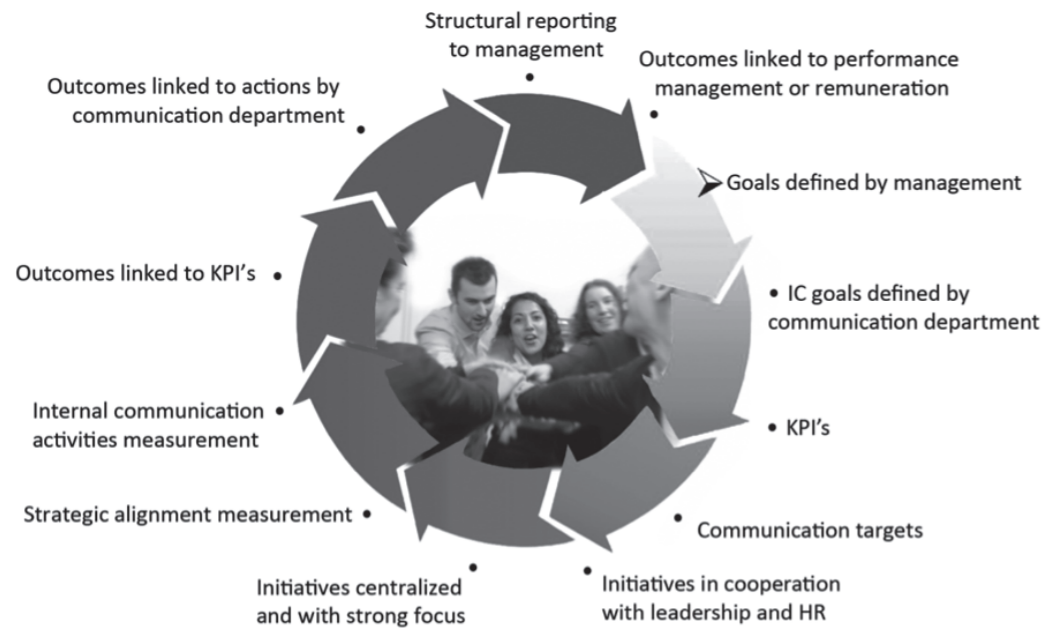 Structural reporting
to management
Outcomes linked to performance
management or remuneration
Goals defined by management
• IC goals defined by
communication department
• KPI's
Communication targets
Initiatives in cooperation
with leadership and HR
Initiatives centralized
and with strong focus
Strategic alignment measurement •
Internal communication •
activities measurement
Outcomes linked to KPI's •
Outcomes linked to actions by
communication department